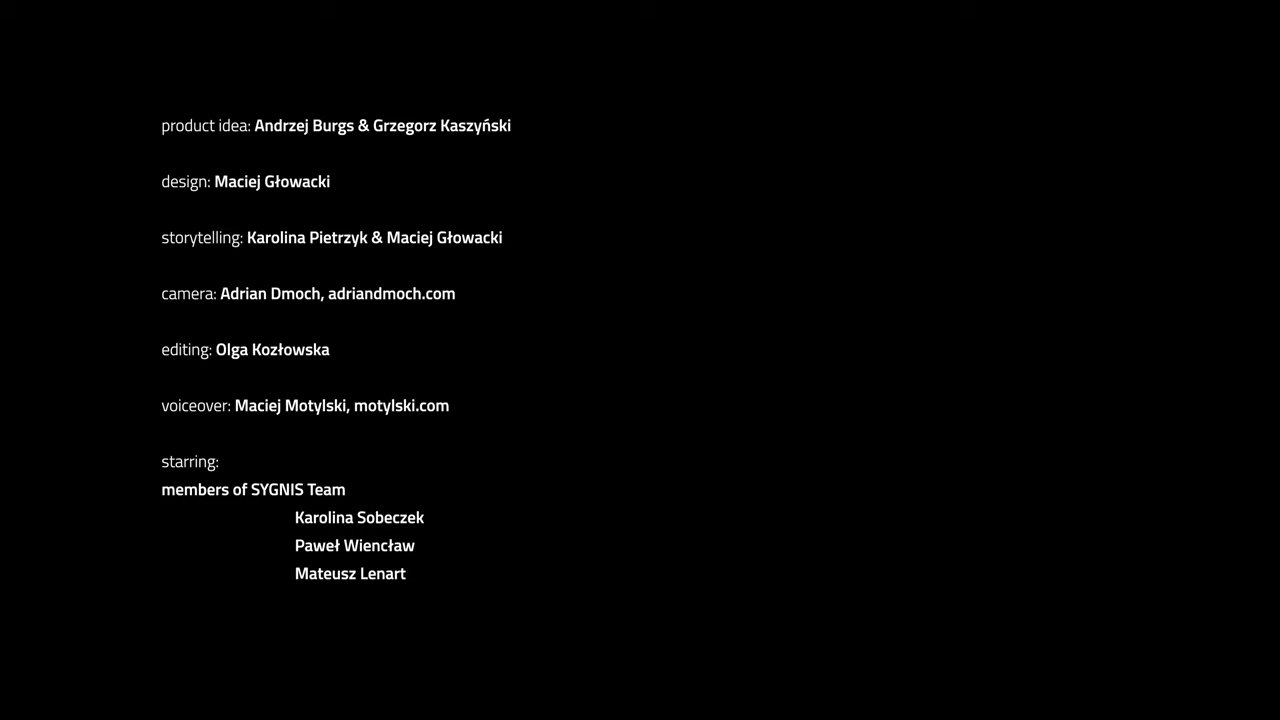 product idea: Andrzej Burgs & Grzegorz Kaszyński
design: Maciej Głowacki
storytelling: Karolina Pietrzyk & Maciej Głowacki
camera: Adrian Dmoch, adriandmoch.com
editing: Olga Kozłowska
voiceover: Maciej Motylski, motylski.com
starring:
members of SYGNIS Team
Karolina Sobeczek
Paweł Wiencław
Mateusz Lenart